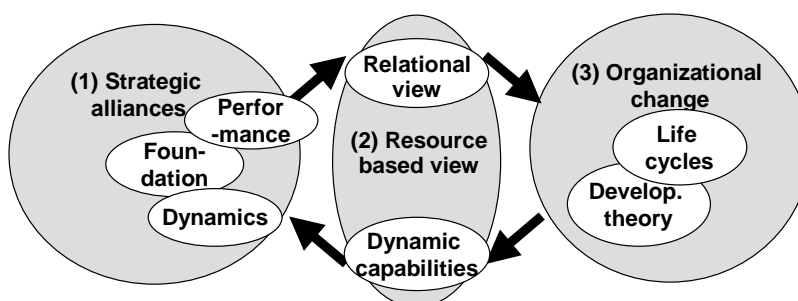 (1) Strategic
alliances
Perfor
-mance
Foun-
dation
Dynamics
Relational
view
(2) Resource
based view
Dynamic
capabilities
(3) Organizational
change
Life
cycles
Develop.
theory